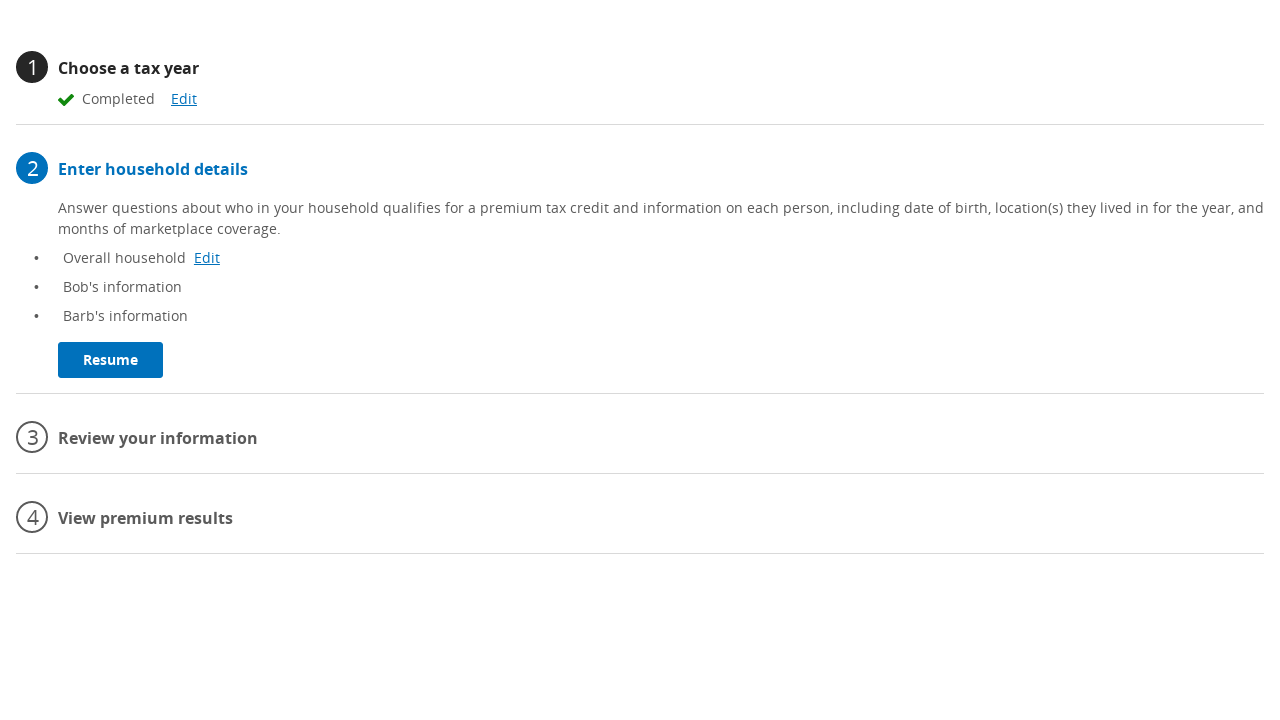 1 Choose a tax year
Completed Edit
2 Enter household details
Answer questions about who in your household qualifies for a premium tax credit and information on each person, including date of birth, location(s) they lived in for the year, and
months of marketplace coverage.
• Overall household Edit
• Bob's information
• Barb's information
Resume
3 Review your information
4 View premium results